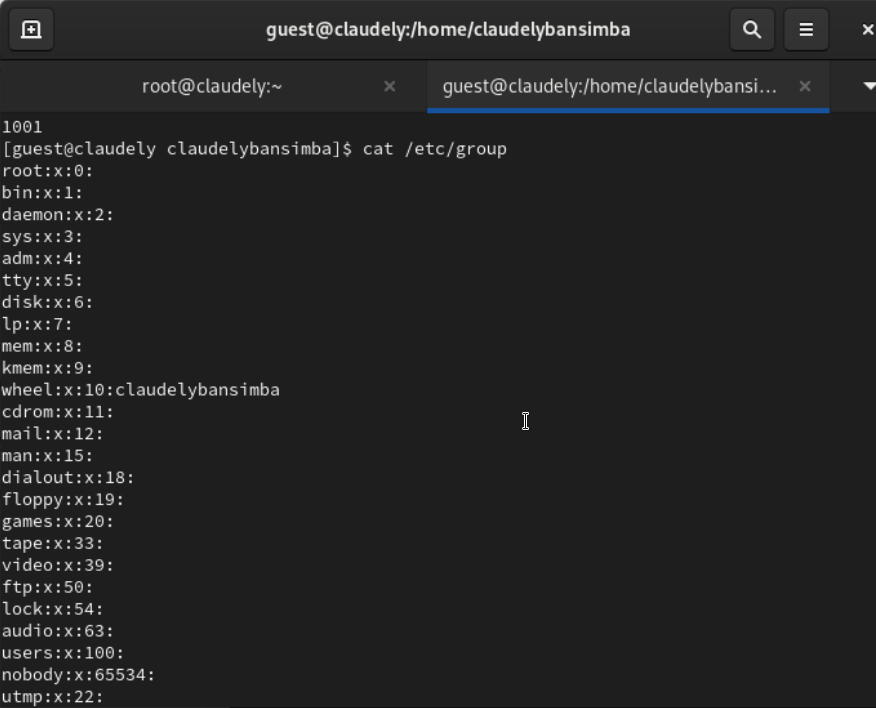 guest@claudely:/home/claudelybansimba
root@claudely:~
guest@claudely:/home/claudelybansi...
1001
[guest@claudely claudelybansimba]$ cat /etc/group
root:x:0:
bin:x:1:
daemon:x:2:
sys:x:3:
adm:x:4:
tty:x:5:
disk:x:6:
lp:x:7:
mem:x:8:
kmem:x:9:
wheel:x:10:claudelybansimba
cdrom:x:11:
mail:x:12:
man:x:15:
dialout:x:18:
floppy:x:19:
games:x:20:
tape:x:33:
video:x:39:
ftp:x:50:
lock:x:54:
audio:x:63:
users:x:100:
nobody:x:65534:
utmp:x:22: